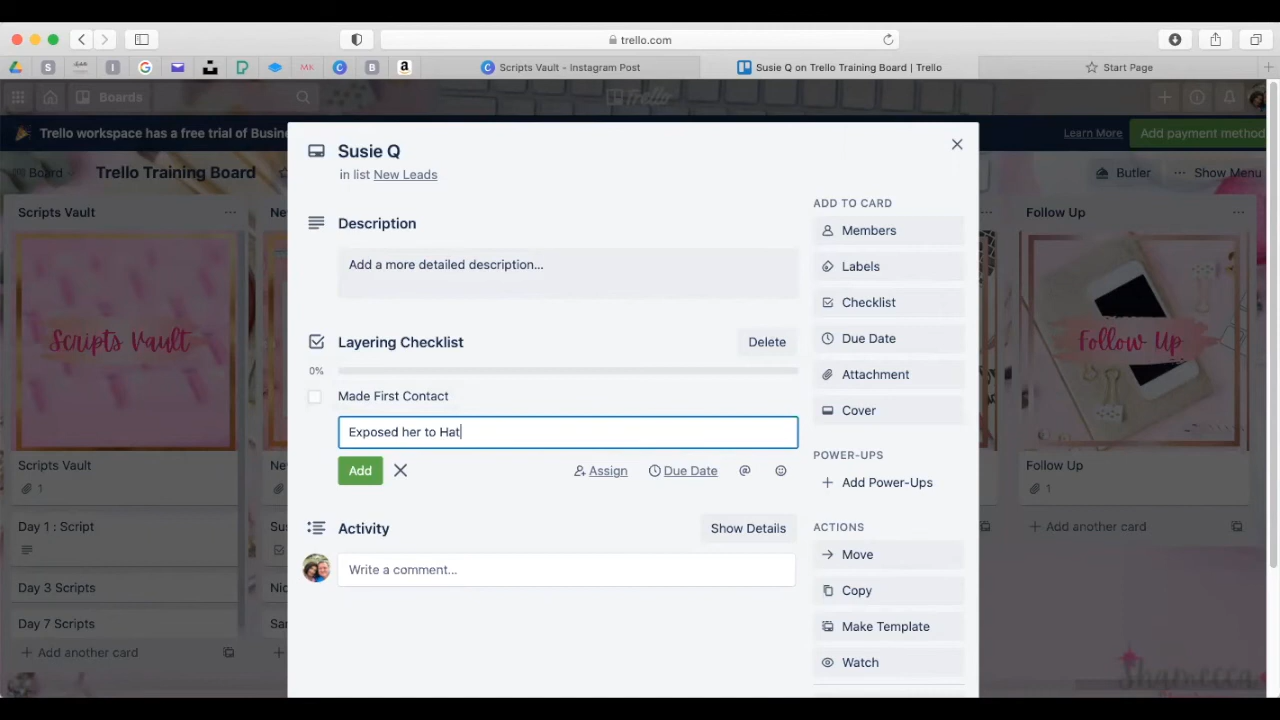 trello.com
S
I
G
MK
C
B
a
C Scripts Vault - Instagram Post
Susie Q on Trello Training Board | Trello
Start Page
Boards
Trello
Trello workspace has a free trial of Busine
Learn More
Add payment method
Board
Trello Training Board
Butler
Show Menu
Scripts Vault
Scripts Vault
Scripts Vault
1
Day 1 : Script
Day 3 Scripts
Day 7 Scripts
Add another card
Susie Q
in list New Leads
Description
Add a more detailed description...
Layering Checklist
Delete
0%
Made First Contact
Exposed her to Hat
Add
Assign
Due Date
@
Activity
Show Details
Write a comment...
ADD TO CARD
Members
Labels
Checklist
Due Date
Attachment
Cover
POWER-UPS
Add Power-Ups
ACTIONS
Move
Copy
Make Template
Watch
Follow Up
Follow Up
Follow Up
1
Add another card
Shamecca